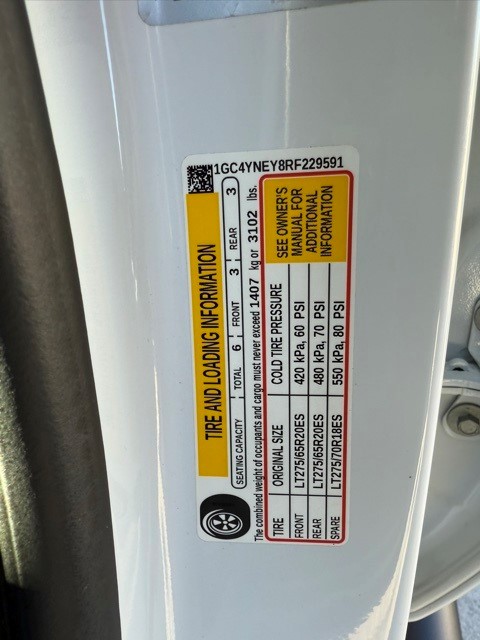 1GC4YNEY8RF229591
TIRE AND LOADING INFORMATION
SEATING CAPACITY TOTAL 6 FRONT 3 REAR 3
The combined weight of occupants and cargo must never exceed 1407 kg or 3102 lbs.
TIRE ORIGINAL SIZE COLD TIRE PRESSURE
FRONT LT275/65R20ES 420 kPa, 60 PSI
REAR LT275/65R20ES 480 kPa, 70 PSI
SPARE LT275/70R18ES 550 kPa, 80 PSI
SEE OWNER'S
MANUAL FOR
ADDITIONAL
INFORMATION